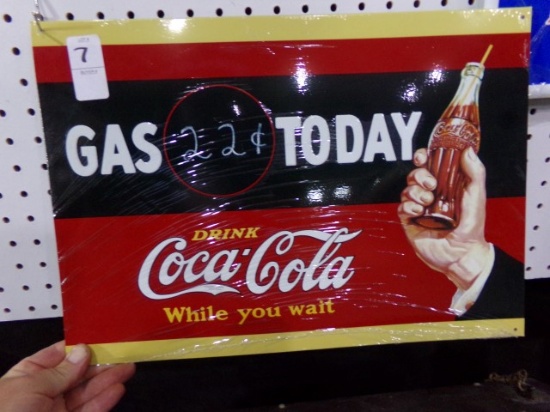 7
GAS 22¢ TODAY
DRINK
Coca-Cola
While you wait
Coca-Cola